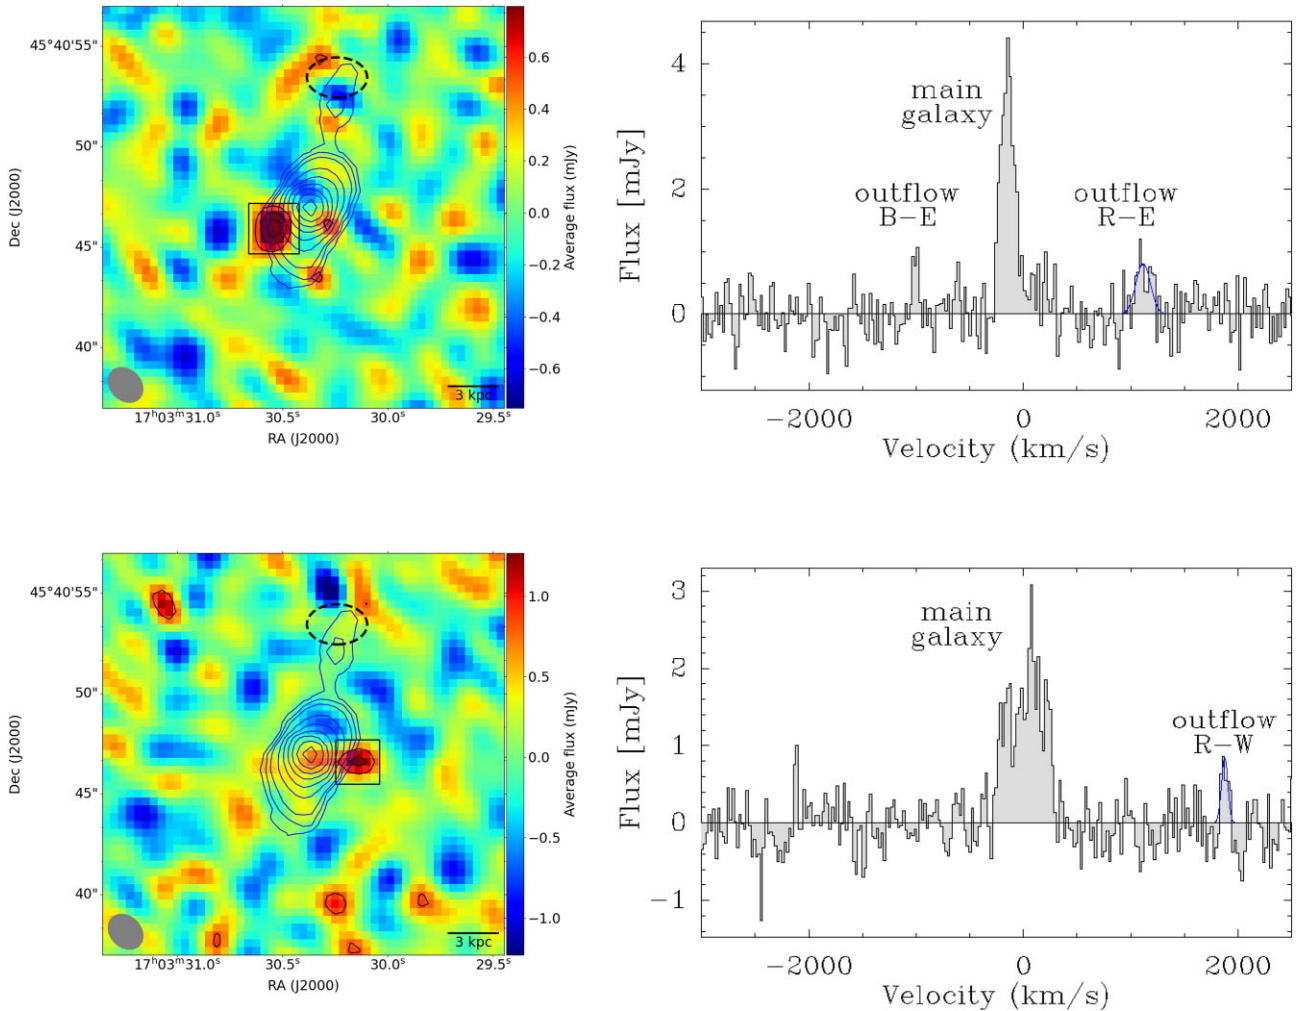 45°40'55"
50"
45"
40"
Dec (J2000)
17ʰ03ᵐ31.0ˢ
30.5ˢ
30.0ˢ
29.5ˢ
RA (J2000)
3 kpc
0.6
0.4
0.2
0.0
−0.2
−0.4
−0.6
Average flux (mJy)
4
2
0
Flux [mJy]
main
galaxy
outflow
B−E
outflow
R−E
−2000
0
2000
Velocity (km/s)
45°40'55"
50"
45"
40"
Dec (J2000)
17ʰ03ᵐ31.0ˢ
30.5ˢ
30.0ˢ
29.5ˢ
RA (J2000)
3 kpc
1.0
0.5
0.0
−0.5
−1.0
Average flux (mJy)
3
2
1
0
−1
Flux [mJy]
main
galaxy
outflow
R−W
−2000
0
2000
Velocity (km/s)